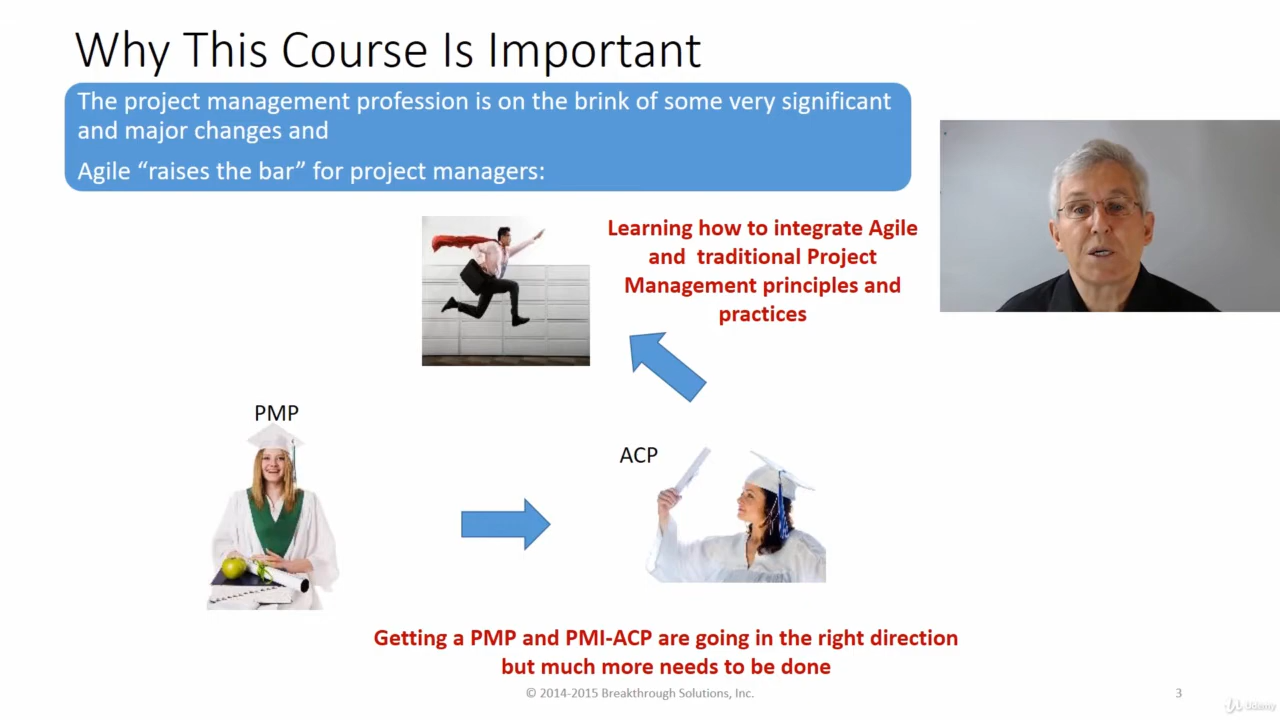 Why This Course Is Important
The project management profession is on the brink of some very significant
and major changes and
Agile “raises the bar” for project managers:
Learning how to integrate Agile
and traditional Project
Management principles and
practices
PMP
ACP
Getting a PMP and PMI-ACP are going in the right direction
but much more needs to be done
© 2014-2015 Breakthrough Solutions, Inc.
3
Udemy